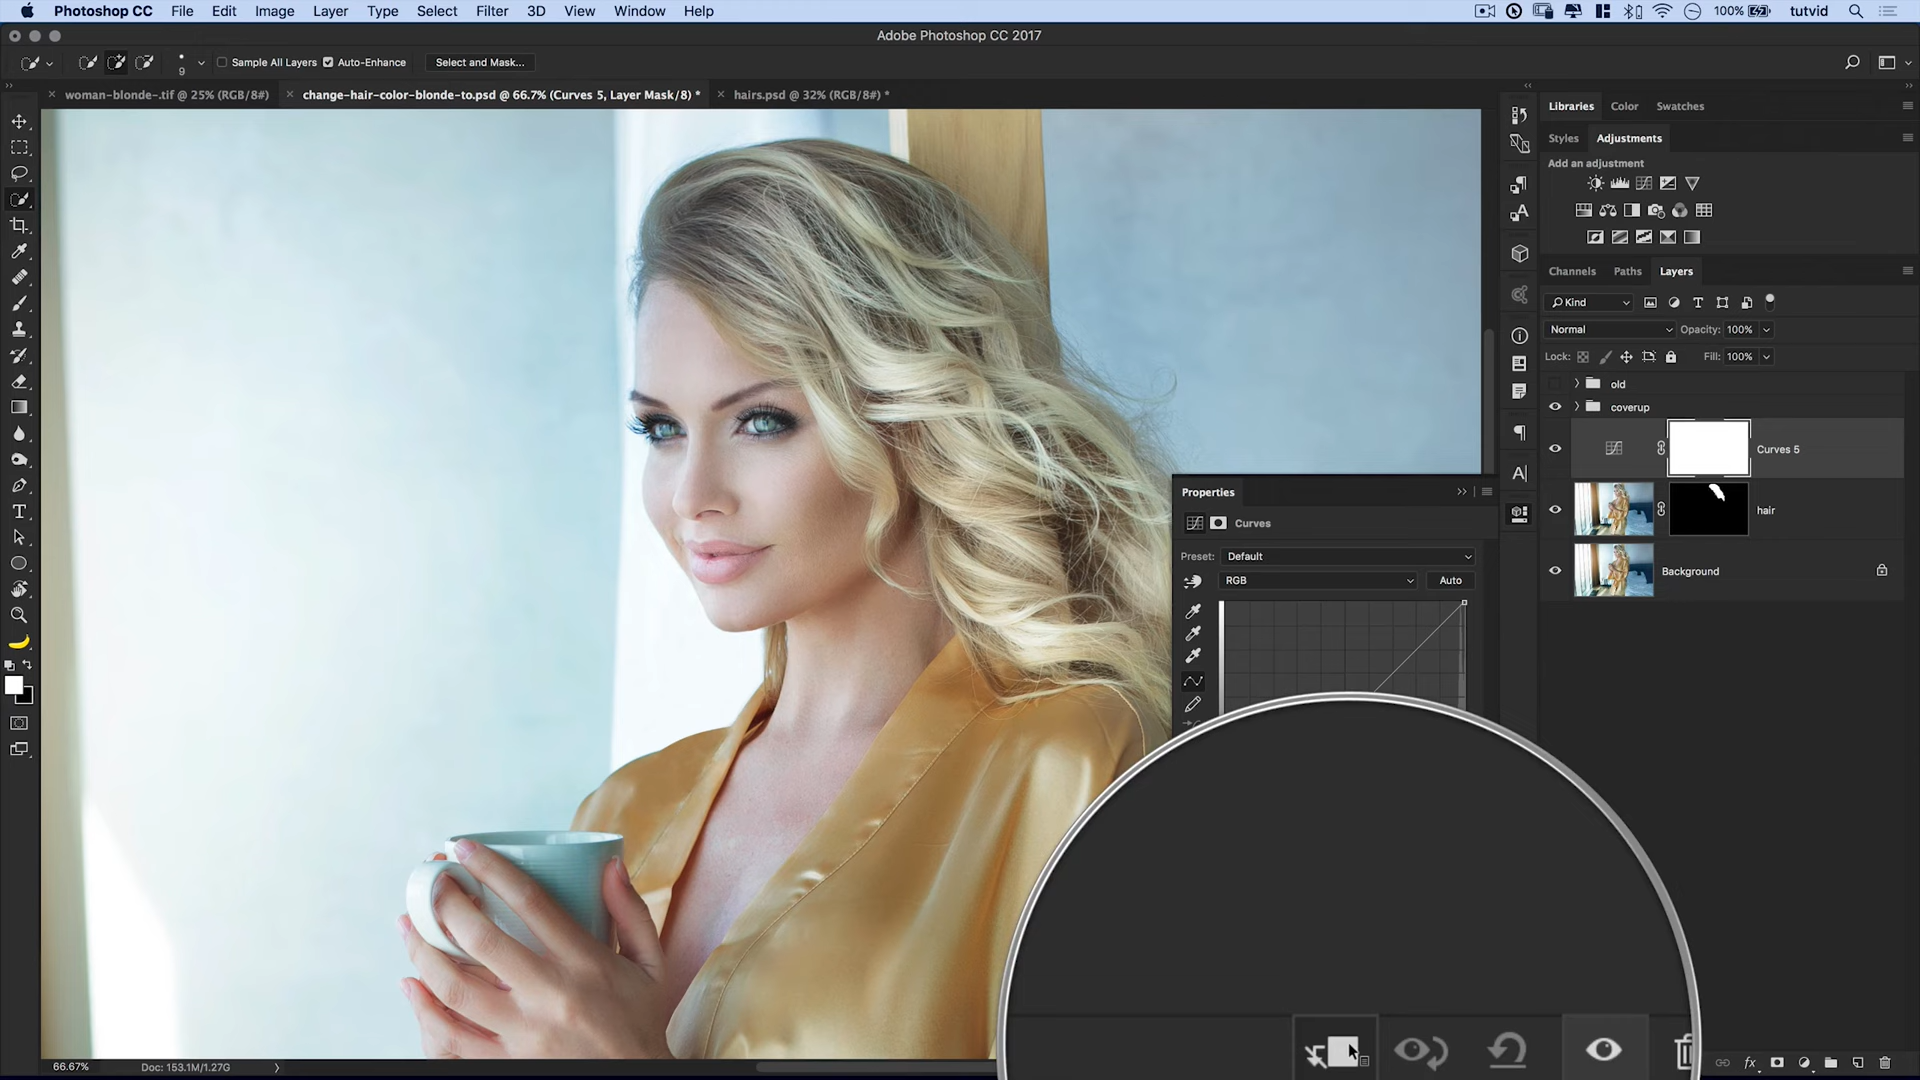 Photoshop CC File Edit Image Layer Type Select Filter 3D View Window Help 100% tutvid
Adobe Photoshop CC 2017
9 Sample All Layers Auto-Enhance Select and Mask...
woman-blonde-.tif @ 25% (RGB/8#) change-hair-color-blonde-to.psd @ 66.7% (Curves 5, Layer Mask/8) * hairs.psd @ 32% (RGB/8#) *
Libraries Color Swatches
Styles Adjustments
Add an adjustment
Channels Paths Layers
Kind
Normal Opacity: 100%
Lock: Fill: 100%
old
coverup
Curves 5
hair
Background
Properties
Curves
Preset: Default
RGB Auto
66.67% Doc: 153.1M/1.27G